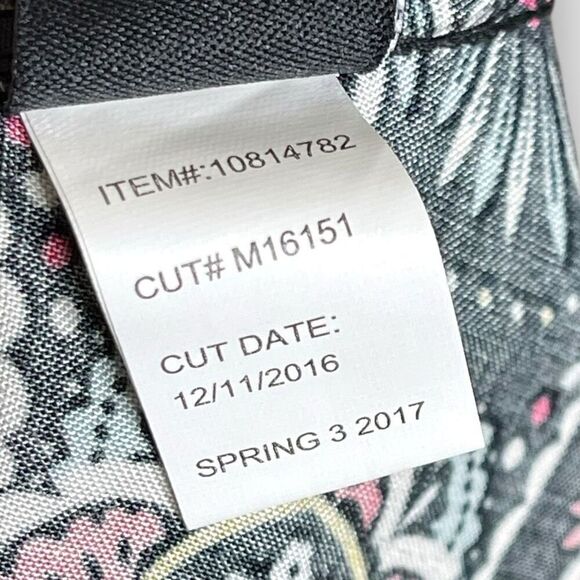 ITEM#:10814782
CUT# M16151
CUT DATE:
12/11/2016
SPRING 3 2017